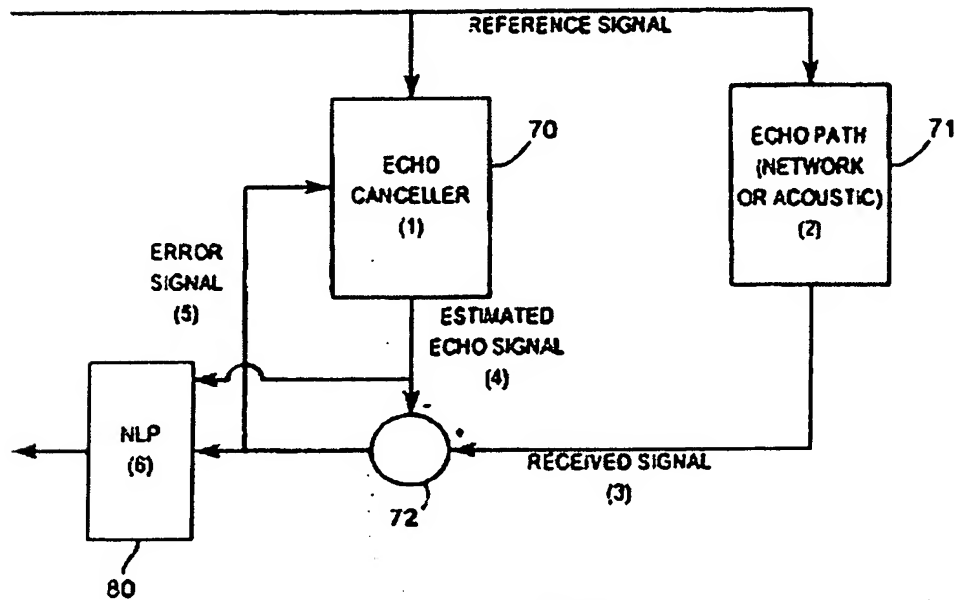 REFERENCE SIGNAL
70
ECHO
CANCELLER
(1)
71
ECHO PATH
(NETWORK
OR ACOUSTIC)
(2)
ERROR
SIGNAL
(5)
ESTIMATED
ECHO SIGNAL
(4)
-
+
NLP
(6)
RECEIVED SIGNAL
(3)
72
80